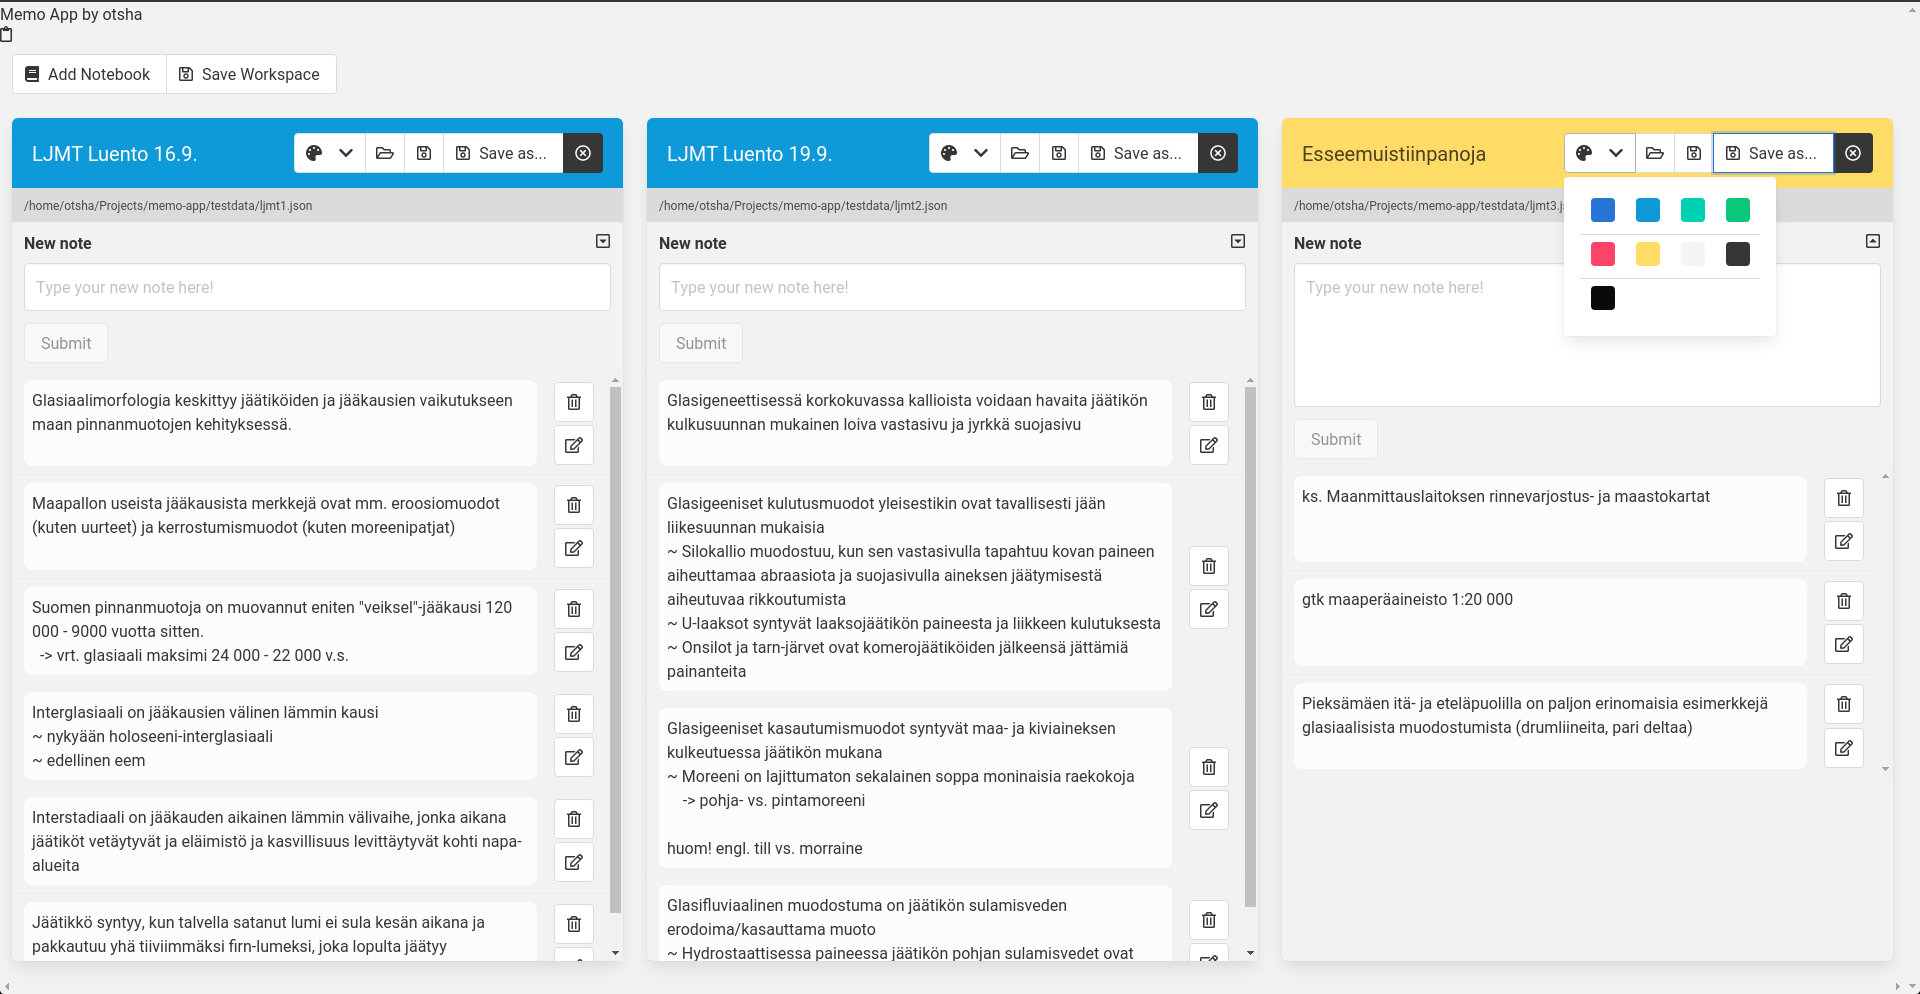 Memo App by otsha
Add Notebook
Save Workspace
LJMT Luento 16.9.
Save as...
/home/otsha/Projects/memo-app/testdata/ljmt1.json
New note
Type your new note here!
Submit
Glasiaalimorfologia keskittyy jäätiköiden ja jääkausien vaikutukseen
maan pinnanmuotojen kehityksessä.
Maapallon useista jääkausista merkkejä ovat mm. eroosiomuodot
(kuten uurteet) ja kerrostumismuodot (kuten moreenipatjat)
Suomen pinnanmuotoja on muovannut eniten "veiksel"-jääkausi 120
000 - 9000 vuotta sitten.
-> vrt. glasiaali maksimi 24 000 - 22 000 v.s.
Interglasiaali on jääkausien välinen lämmin kausi
~ nykyään holoseeni-interglasiaali
~ edellinen eem
Interstadiaali on jääkauden aikainen lämmin välivaihe, jonka aikana
jäätiköt vetäytyvät ja eläimistö ja kasvillisuus levittäytyvät kohti napa-
alueita
Jäätikkö syntyy, kun talvella satanut lumi ei sula kesän aikana ja
pakkautuu yhä tiiviimmäksi firn-lumeksi, joka lopulta jäätyy
LJMT Luento 19.9.
Save as...
/home/otsha/Projects/memo-app/testdata/ljmt2.json
New note
Type your new note here!
Submit
Glasigeneettisessä korkokuvassa kallioista voidaan havaita jäätikön
kulkusuunnan mukainen loiva vastasivu ja jyrkkä suojasivu
Glasigeeniset kulutusmuodot yleisestikin ovat tavallisesti jään
liikesuunnan mukaisia
~ Silokallio muodostuu, kun sen vastasivulla tapahtuu kovan paineen
aiheuttamaa abraasiota ja suojasivulla aineksen jäätymisestä
aiheutuvaa rikkoutumista
~ U-laaksot syntyvät laaksojäätikön paineesta ja liikkeen kulutuksesta
~ Onsilot ja tarn-järvet ovat komerojäätiköiden jälkeensä jättämiä
painanteita
Glasigeeniset kasautumismuodot syntyvät maa- ja kiviaineksen
kulkeutuessa jäätikön mukana
~ Moreeni on lajittumaton sekalainen soppa moninaisia raekokoja
-> pohja- vs. pintamoreeni
huom! engl. till vs. morraine
Glasifluviaalinen muodostuma on jäätikön sulamisveden
erodoima/kasauttama muoto
~ Hydrostaattisessa paineessa jäätikön pohjan sulamisvedet ovat
Esseemuistiinpanoja
Save as...
/home/otsha/Projects/memo-app/testdata/ljmt3.js
New note
Type your new note here!
Submit
ks. Maanmittauslaitoksen rinnevarjostus- ja maastokartat
gtk maaperäaineisto 1:20 000
Pieksämäen itä- ja eteläpuolilla on paljon erinomaisia esimerkkejä
glasiaalisista muodostumista (drumliineita, pari deltaa)